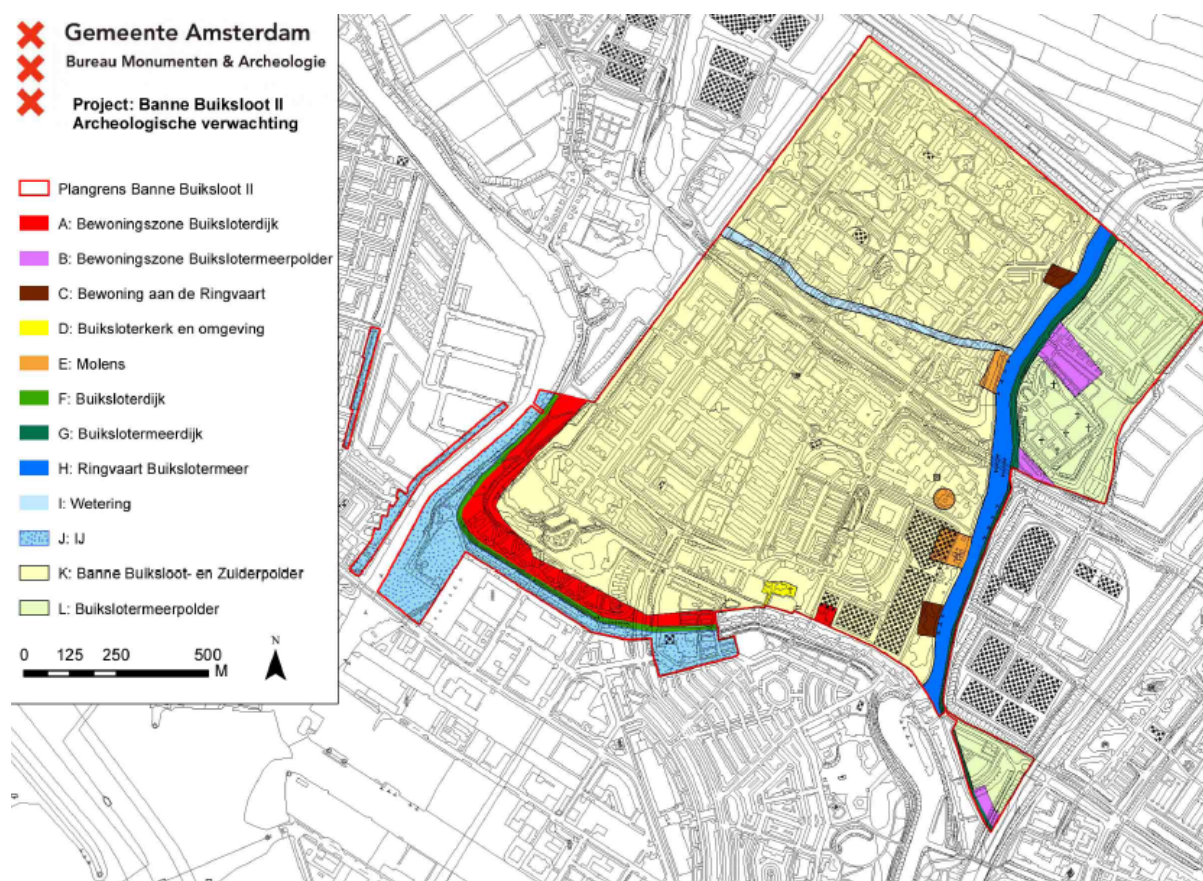 Gemeente Amsterdam
Bureau Monumenten & Archeologie
Project: Banne Buiksloot II
Archeologische verwachting
Plangrens Banne Buiksloot II
A: Bewoningszone Buiksloterdijk
B: Bewoningszone Buikslotermeerpolder
C: Bewoning aan de Ringvaart
D: Buiksloterkerk en omgeving
E: Molens
F: Buiksloterdijk
G: Buikslotermeerdijk
H: Ringvaart Buikslotermeer
I: Wetering
J: IJ
K: Banne Buiksloot- en Zuiderpolder
L: Buikslotermeerpolder
N
0 125 250 500
M